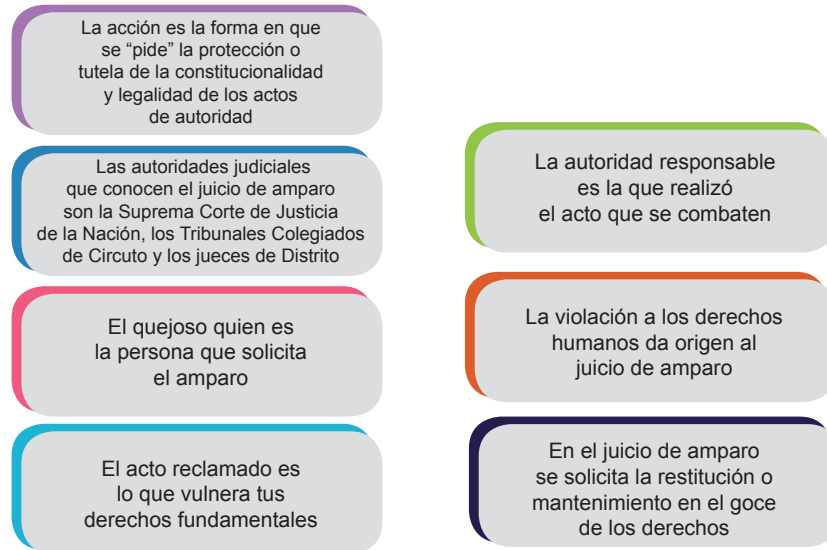 La acción es la forma en que
se “pide” la protección o
tutela de la constitucionalidad
y legalidad de los actos
de autoridad
Las autoridades judiciales
que conocen el juicio de amparo
son la Suprema Corte de Justicia
de la Nación, los Tribunales Colegiados
de Circuto y los jueces de Distrito
El quejoso quien es
la persona que solicita
el amparo
El acto reclamado es
lo que vulnera tus
derechos fundamentales
La autoridad responsable
es la que realizó
el acto que se combaten
La violación a los derechos
humanos da origen al
juicio de amparo
En el juicio de amparo
se solicita la restitución o
mantenimiento en el goce
de los derechos